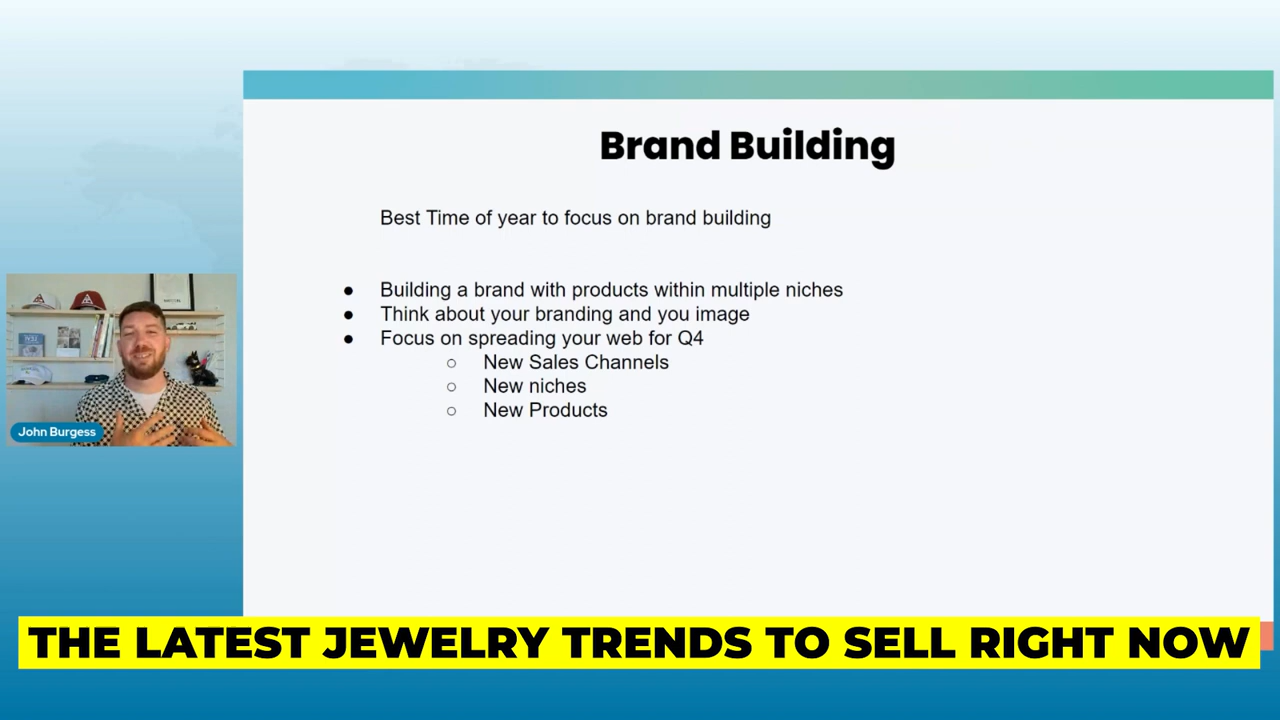 Brand Building
Best Time of year to focus on brand building
● Building a brand with products within multiple niches
● Think about your branding and you image
● Focus on spreading your web for Q4
○ New Sales Channels
○ New niches
○ New Products
John Burgess
THE LATEST JEWELRY TRENDS TO SELL RIGHT NOW